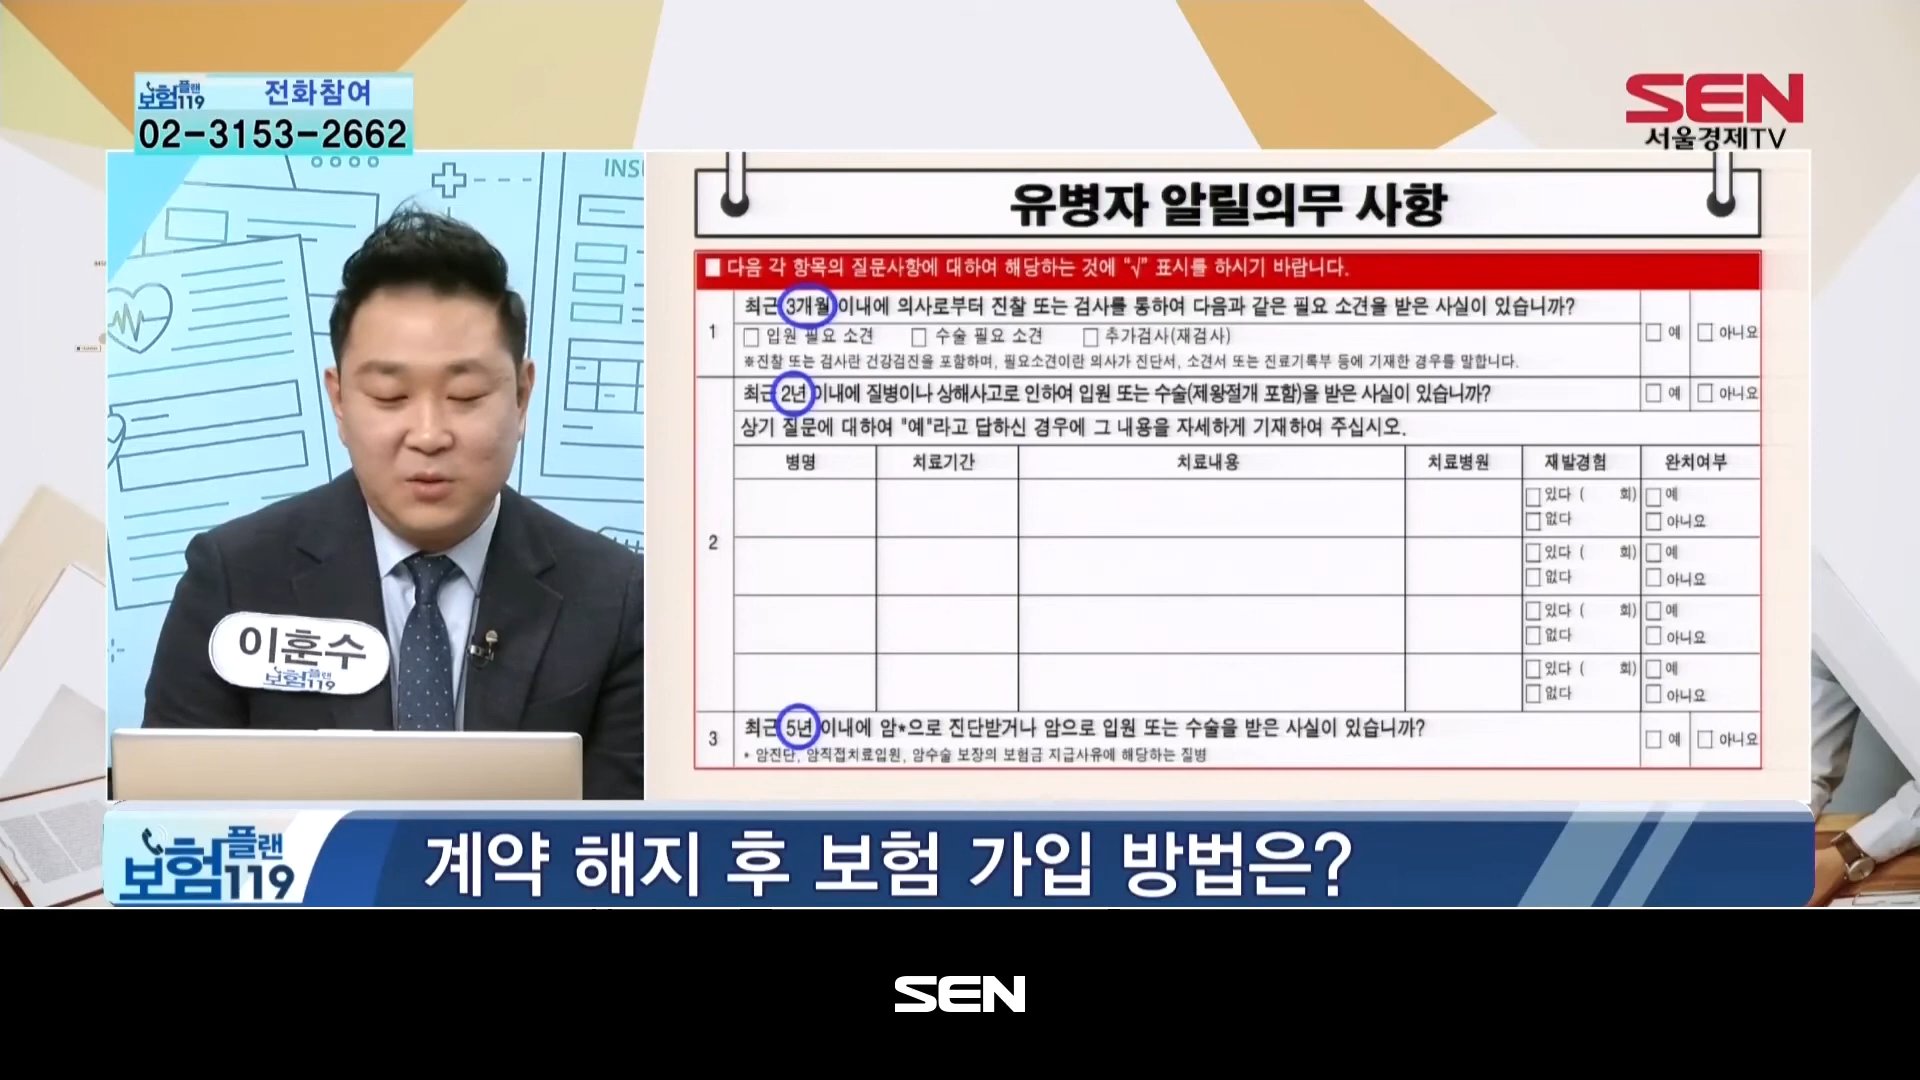 보험플랜119 전화참여
02-3153-2662
SEN
서울경제TV
INS
이훈수
보험플랜119
유병자 알릴의무 사항
■ 다음 각 항목의 질문사항에 대하여 해당하는 것에 "√" 표시를 하시기 바랍니다.
1
최근 3개월 이내에 의사로부터 진찰 또는 검사를 통하여 다음과 같은 필요 소견을 받은 사실이 있습니까?
□ 입원 필요 소견 □ 수술 필요 소견 □ 추가검사(재검사)
※진찰 또는 검사란 건강검진을 포함하며, 필요소견이란 의사가 진단서, 소견서 또는 진료기록부 등에 기재한 경우를 말합니다.
□ 예 □ 아니요
2
최근 2년 이내에 질병이나 상해사고로 인하여 입원 또는 수술(제왕절개 포함)을 받은 사실이 있습니까? □ 예 □ 아니요
상기 질문에 대하여 "예"라고 답하신 경우에 그 내용을 자세하게 기재하여 주십시오.
병명 치료기간 치료내용 치료병원 재발경험 완치여부
□있다 ( 회) □예
□없다 □아니요
□있다 ( 회) □예
□없다 □아니요
□있다 ( 회) □예
□없다 □아니요
□있다 ( 회) □예
□없다 □아니요
3
최근 5년 이내에 암*으로 진단받거나 암으로 입원 또는 수술을 받은 사실이 있습니까?
* 암진단, 암직접치료입원, 암수술 보장의 보험금 지급사유에 해당하는 질병
□ 예 □ 아니요
보험플랜119
계약 해지 후 보험 가입 방법은?
SEN